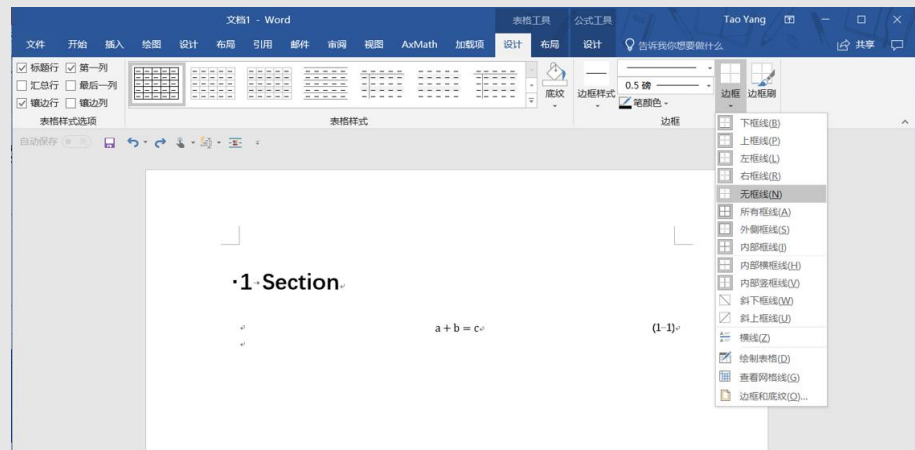 文档1 - Word
表格工具
公式工具
Tao Yang
文件 开始 插入 绘图 设计 布局 引用 邮件 审阅 视图 AxMath 加载项 设计 布局 设计 告诉我你想要做什么 共享
标题行 第一列
汇总行 最后一列
镶边行 镶边列
底纹
边框样式
0.5 磅
笔颜色
边框 边框刷
表格样式选项 表格样式 边框
自动保存
下框线(B)
上框线(P)
左框线(L)
右框线(R)
无框线(N)
所有框线(A)
外侧框线(S)
内部框线(I)
内部横框线(H)
内部竖框线(V)
斜下框线(W)
斜上框线(U)
横线(Z)
绘制表格(D)
查看网格线(G)
边框和底纹(O)...
1 Section
a + b = c (1-1)